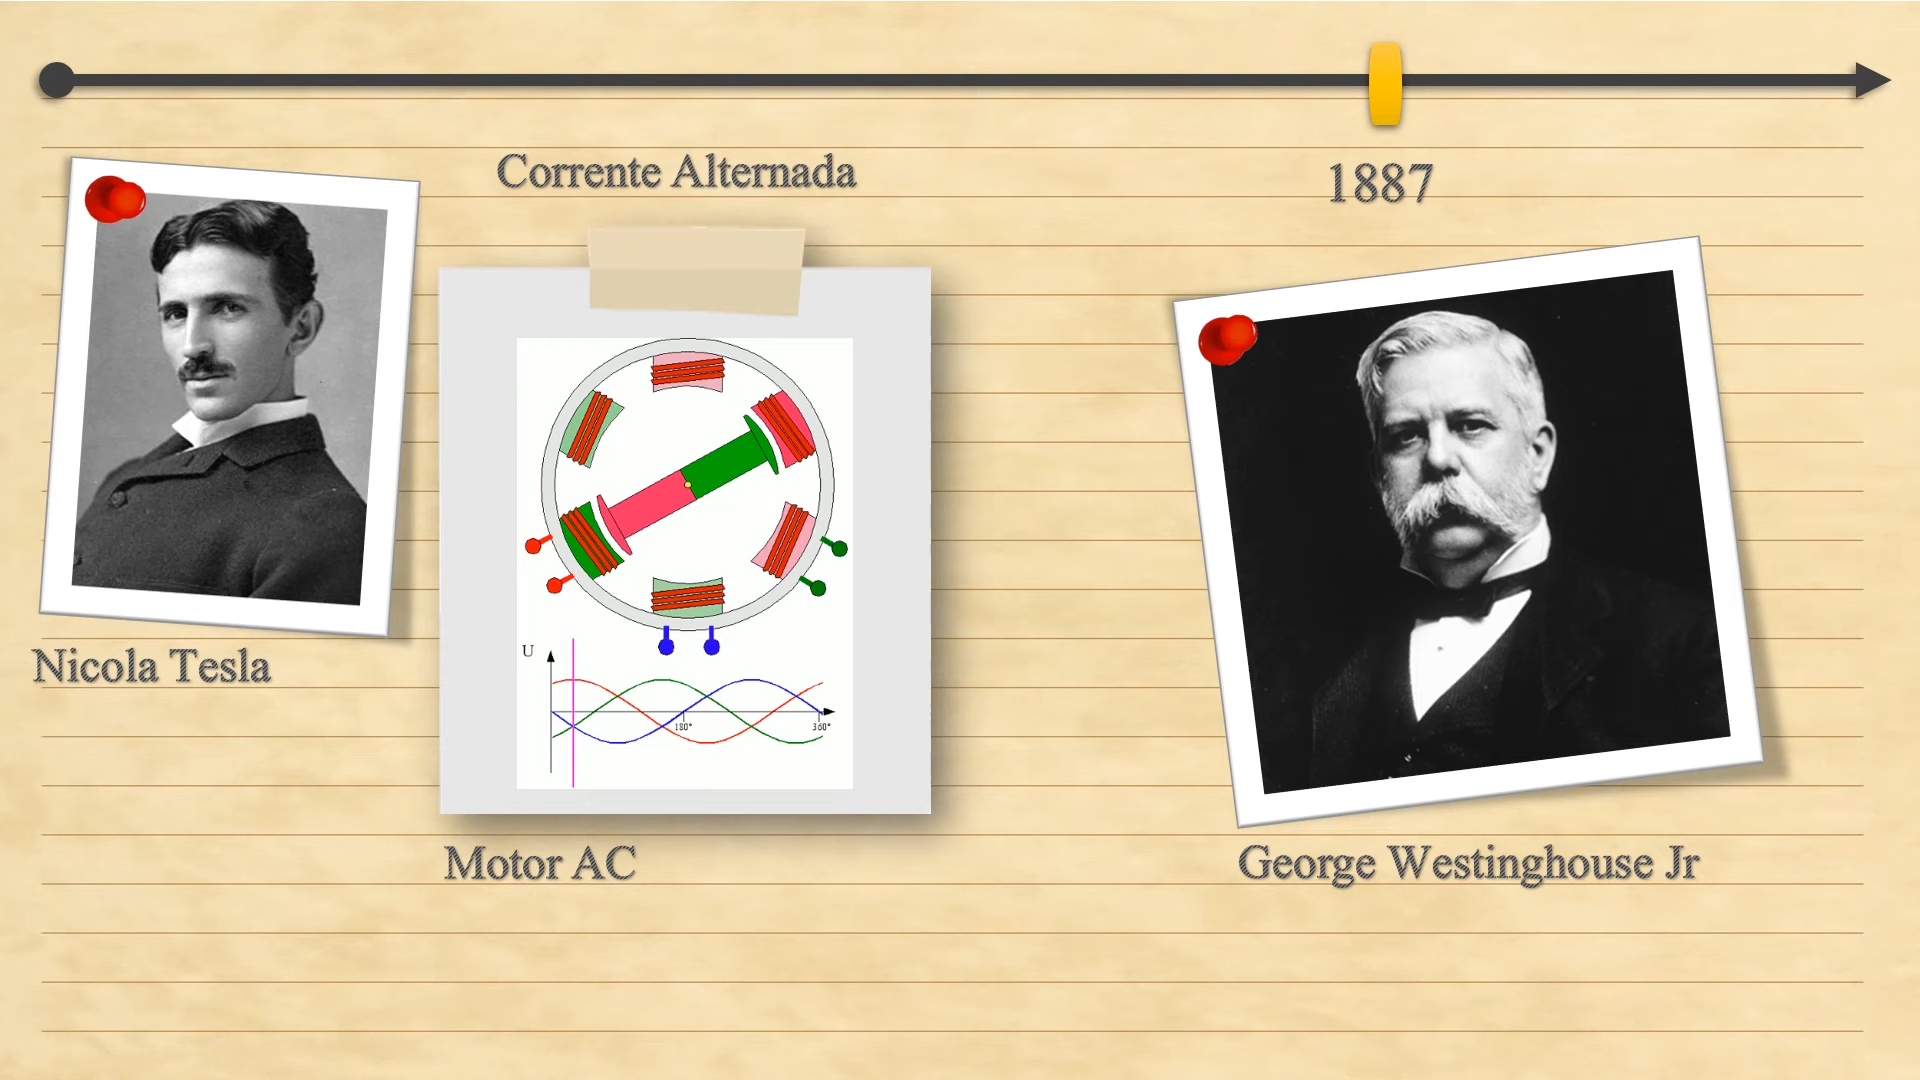 Corrente Alternada
1887
Nicola Tesla
U
180°
360°
Motor AC
George Westinghouse Jr